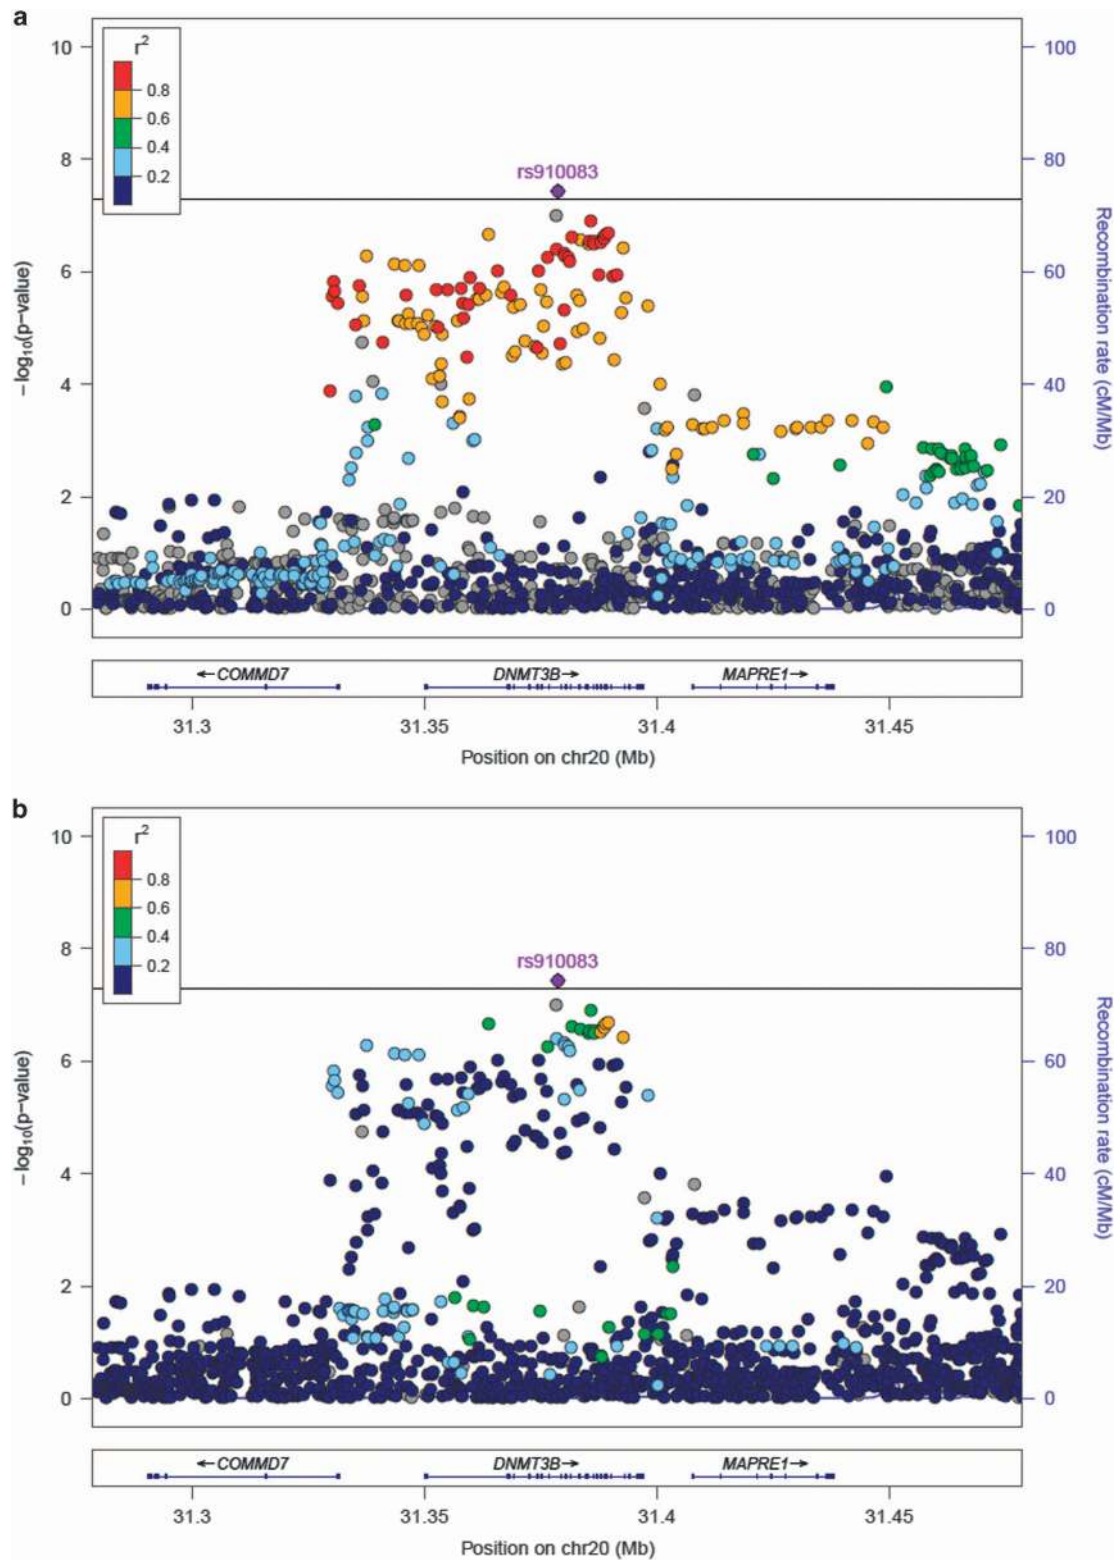 a
r²
0.8
0.6
0.4
0.2
rs910083
10
8
6
4
2
0
−log₁₀(p−value)
100
80
60
40
20
0
Recombination rate (cM/Mb)
←COMMD7
DNMT3B→
MAPRE1→
31.3 31.35 31.4 31.45
Position on chr20 (Mb)
b
r²
0.8
0.6
0.4
0.2
rs910083
10
8
6
4
2
0
−log₁₀(p−value)
100
80
60
40
20
0
Recombination rate (cM/Mb)
←COMMD7
DNMT3B→
MAPRE1→
31.3 31.35 31.4 31.45
Position on chr20 (Mb)